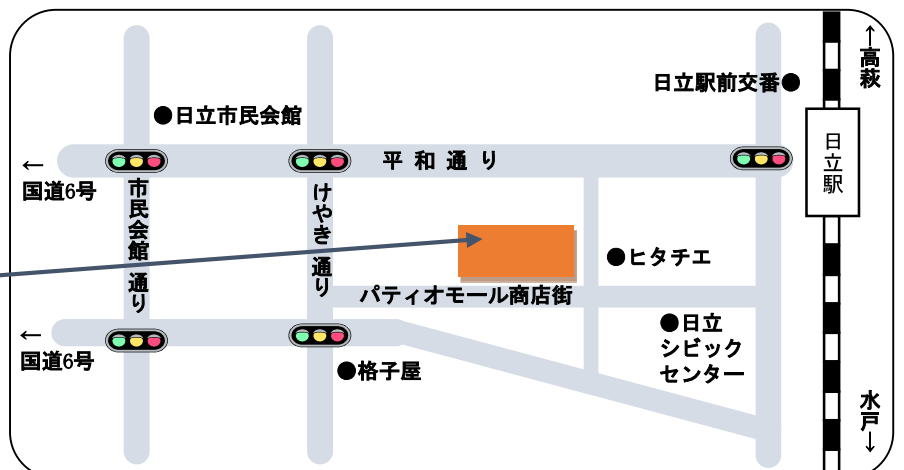 ↑高萩
日立駅前交番
日立市民会館
日立駅
平和通り
←
国道6号
市民会館通り
けやき通り
ヒタチエ
パティオモール商店街
日立
シビック
センター
←
国道6号
格子屋
水戸↓